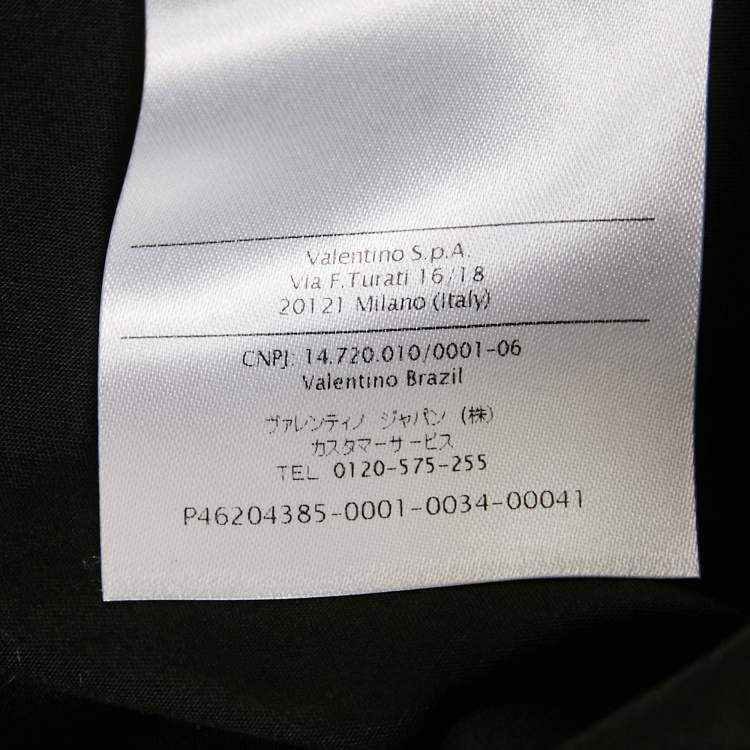 Valentino S.p.A.
Via F.Turati 16/18
20121 Milano (Italy)
CNPJ: 14.720.010/0001-06
Valentino Brazil
ヴァレンティノ ジャパン (株)
カスタマーサービス
TEL 0120-575-255
P46204385-0001-0034-00041